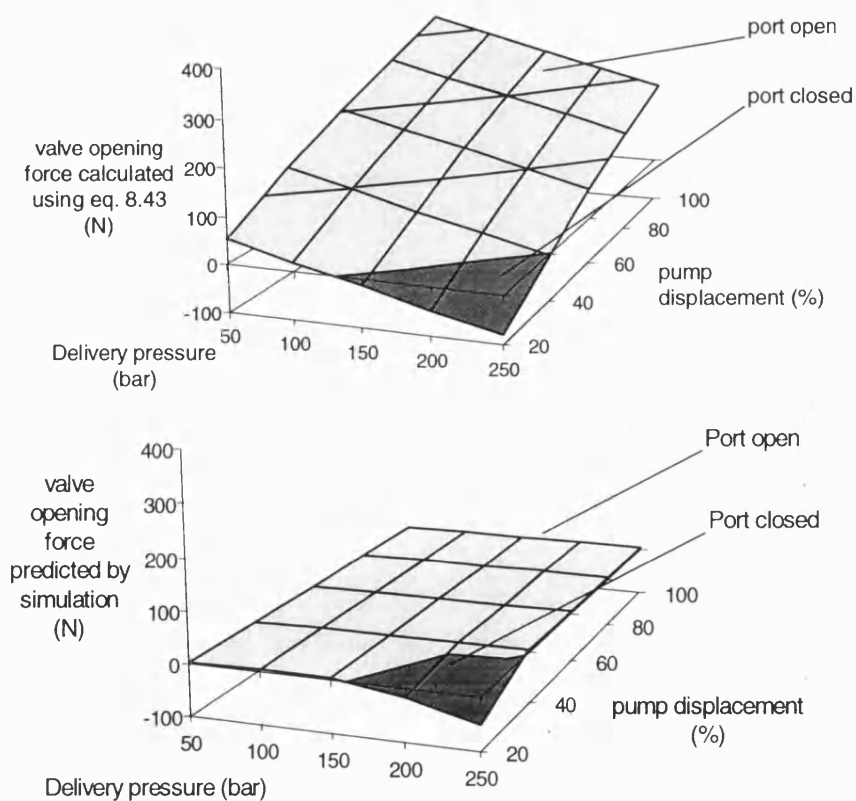 port open
port closed
400
300
200
100
0
-100
valve opening
force calculated
using eq. 8.43
(N)
50
100
150
200
250
Delivery pressure
(bar)
20
40
60
80
100
pump
displacement (%)
Port open
Port closed
400
300
200
100
0
-100
valve
opening
force
predicted by
simulation
(N)
50
100
150
200
250
Delivery pressure (bar)
20
40
60
80
100
pump displacement
(%)